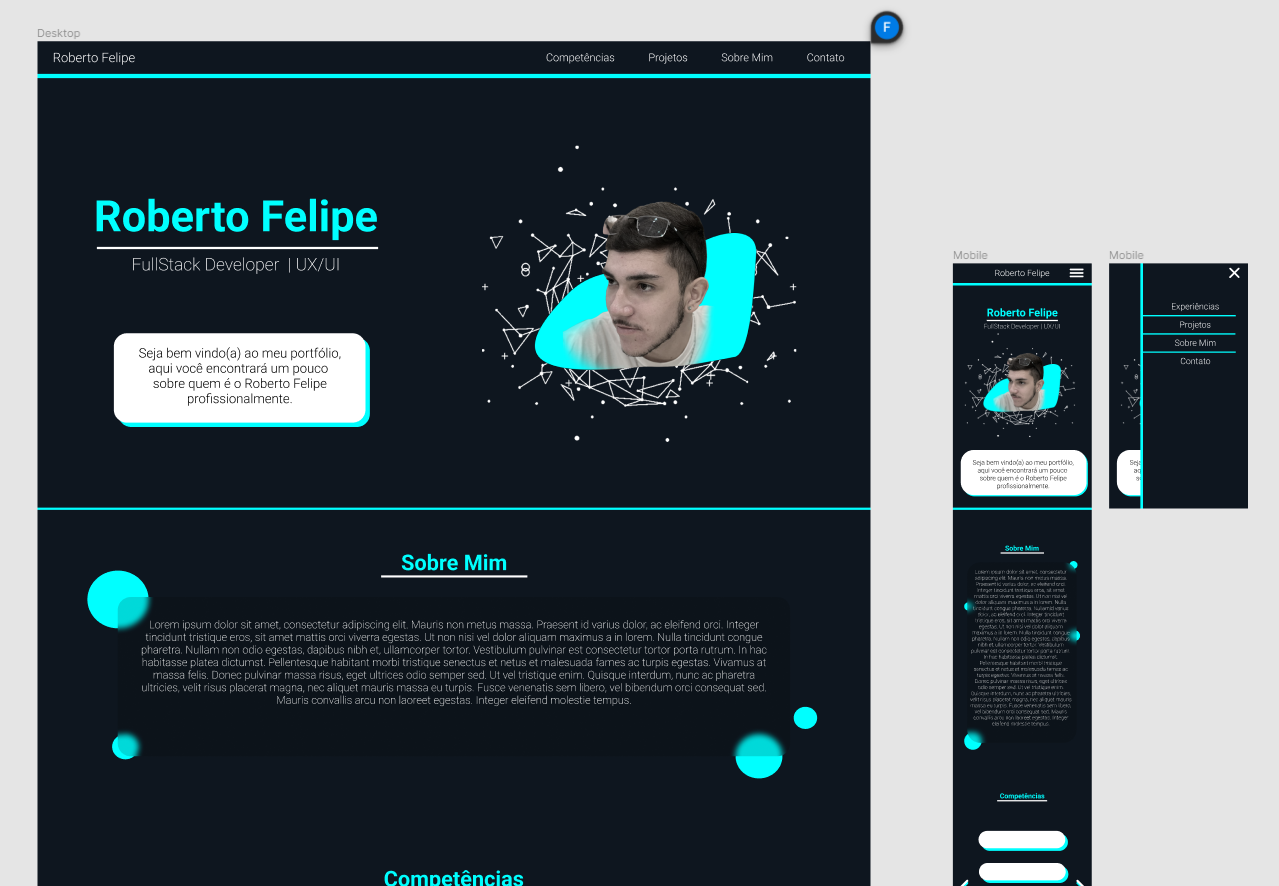 Desktop
F
Roberto Felipe
Competências
Projetos
Sobre Mim
Contato
Roberto Felipe
FullStack Developer | UX/UI
Seja bem vindo(a) ao meu portfólio,
aqui você encontrará um pouco
sobre quem é o Roberto Felipe
profissionalmente.
Sobre Mim
Lorem ipsum dolor sit amet, consectetur adipiscing elit. Mauris non metus massa. Praesent id varius dolor, ac eleifend orci. Integer
tincidunt tristique eros, sit amet mattis orci viverra egestas. Ut non nisi vel dolor aliquam maximus a in lorem. Nulla tincidunt congue
pharetra. Nullam non odio egestas, dapibus nibh et, ullamcorper tortor. Vestibulum pulvinar est consectetur tortor porta rutrum. In hac
habitasse platea dictumst. Pellentesque habitant morbi tristique senectus et netus et malesuada fames ac turpis egestas. Vivamus at
massa felis. Donec pulvinar massa risus, eget ultrices odio semper sed. Ut vel tristique enim. Quisque interdum, nunc ac pharetra
ultricies, velit risus placerat magna, nec aliquet mauris massa eu turpis. Fusce venenatis sem libero, vel bibendum orci consequat sed.
Mauris convallis arcu non laoreet egestas. Integer eleifend molestie tempus.
Competências
Mobile
Roberto Felipe
Roberto Felipe
FullStack Developer | UX/UI
Seja bem vindo(a) ao meu portfólio,
aqui você encontrará um pouco
sobre quem é o Roberto Felipe
profissionalmente.
Sobre Mim
Competências
Mobile
Experiências
Projetos
Sobre Mim
Contato